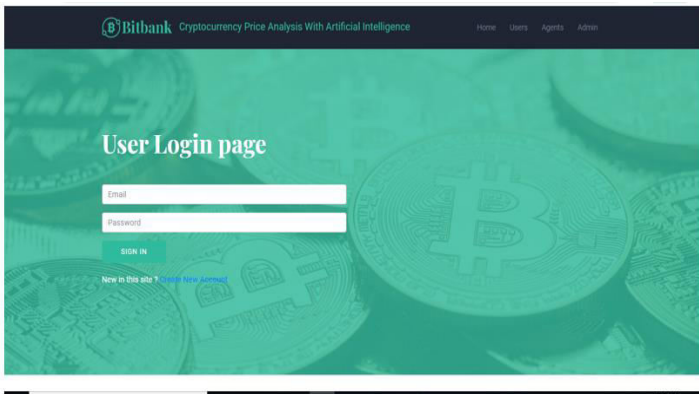 Bitbank Cryptocurrency Price Analysis With Artificial Intelligence Home Users Agents Admin
User Login page
Email
Password
SIGN IN
New in this site ? Create New Account